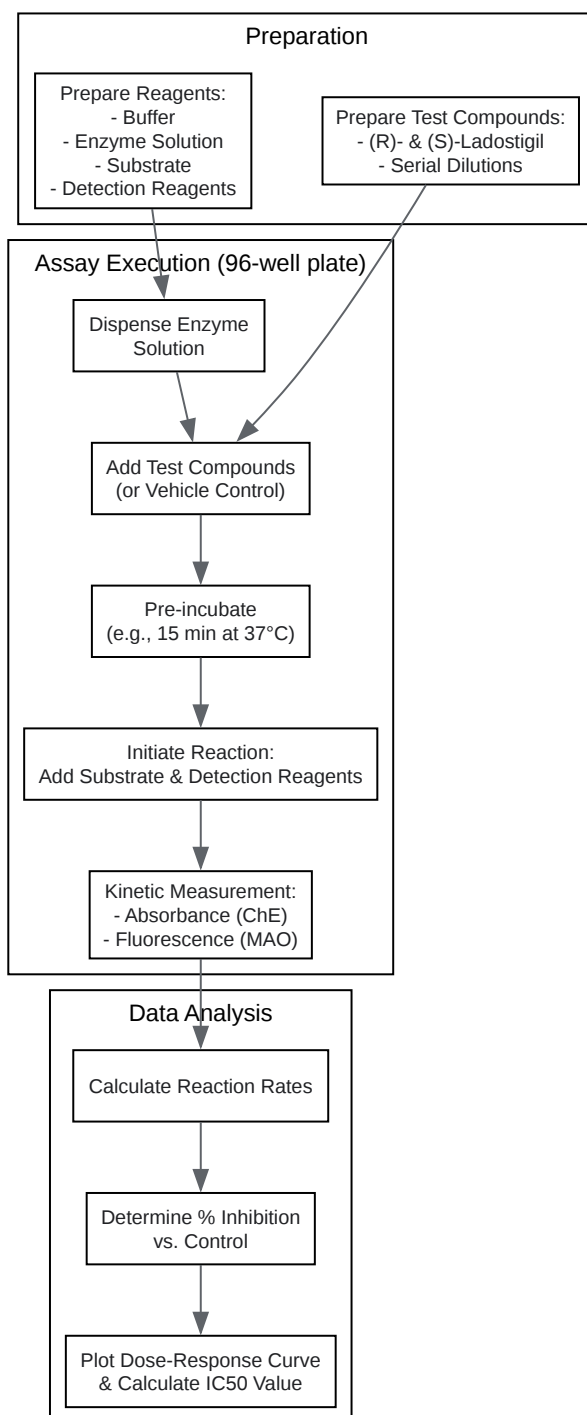 Preparation
Prepare Reagents:
- Buffer
- Enzyme Solution
- Substrate
- Detection Reagents
Prepare Test Compounds:
- (R)- & (S)-Ladostigil
- Serial Dilutions
Assay Execution (96-well plate)
Dispense Enzyme
Solution
Add Test Compounds
(or Vehicle Control)
Pre-incubate
(e.g., 15 min at 37°C)
Initiate Reaction:
Add Substrate & Detection Reagents
Kinetic Measurement:
- Absorbance (ChE)
- Fluorescence (MAO)
Data Analysis
Calculate Reaction Rates
Determine % Inhibition
vs. Control
Plot Dose-Response Curve
& Calculate IC50 Value